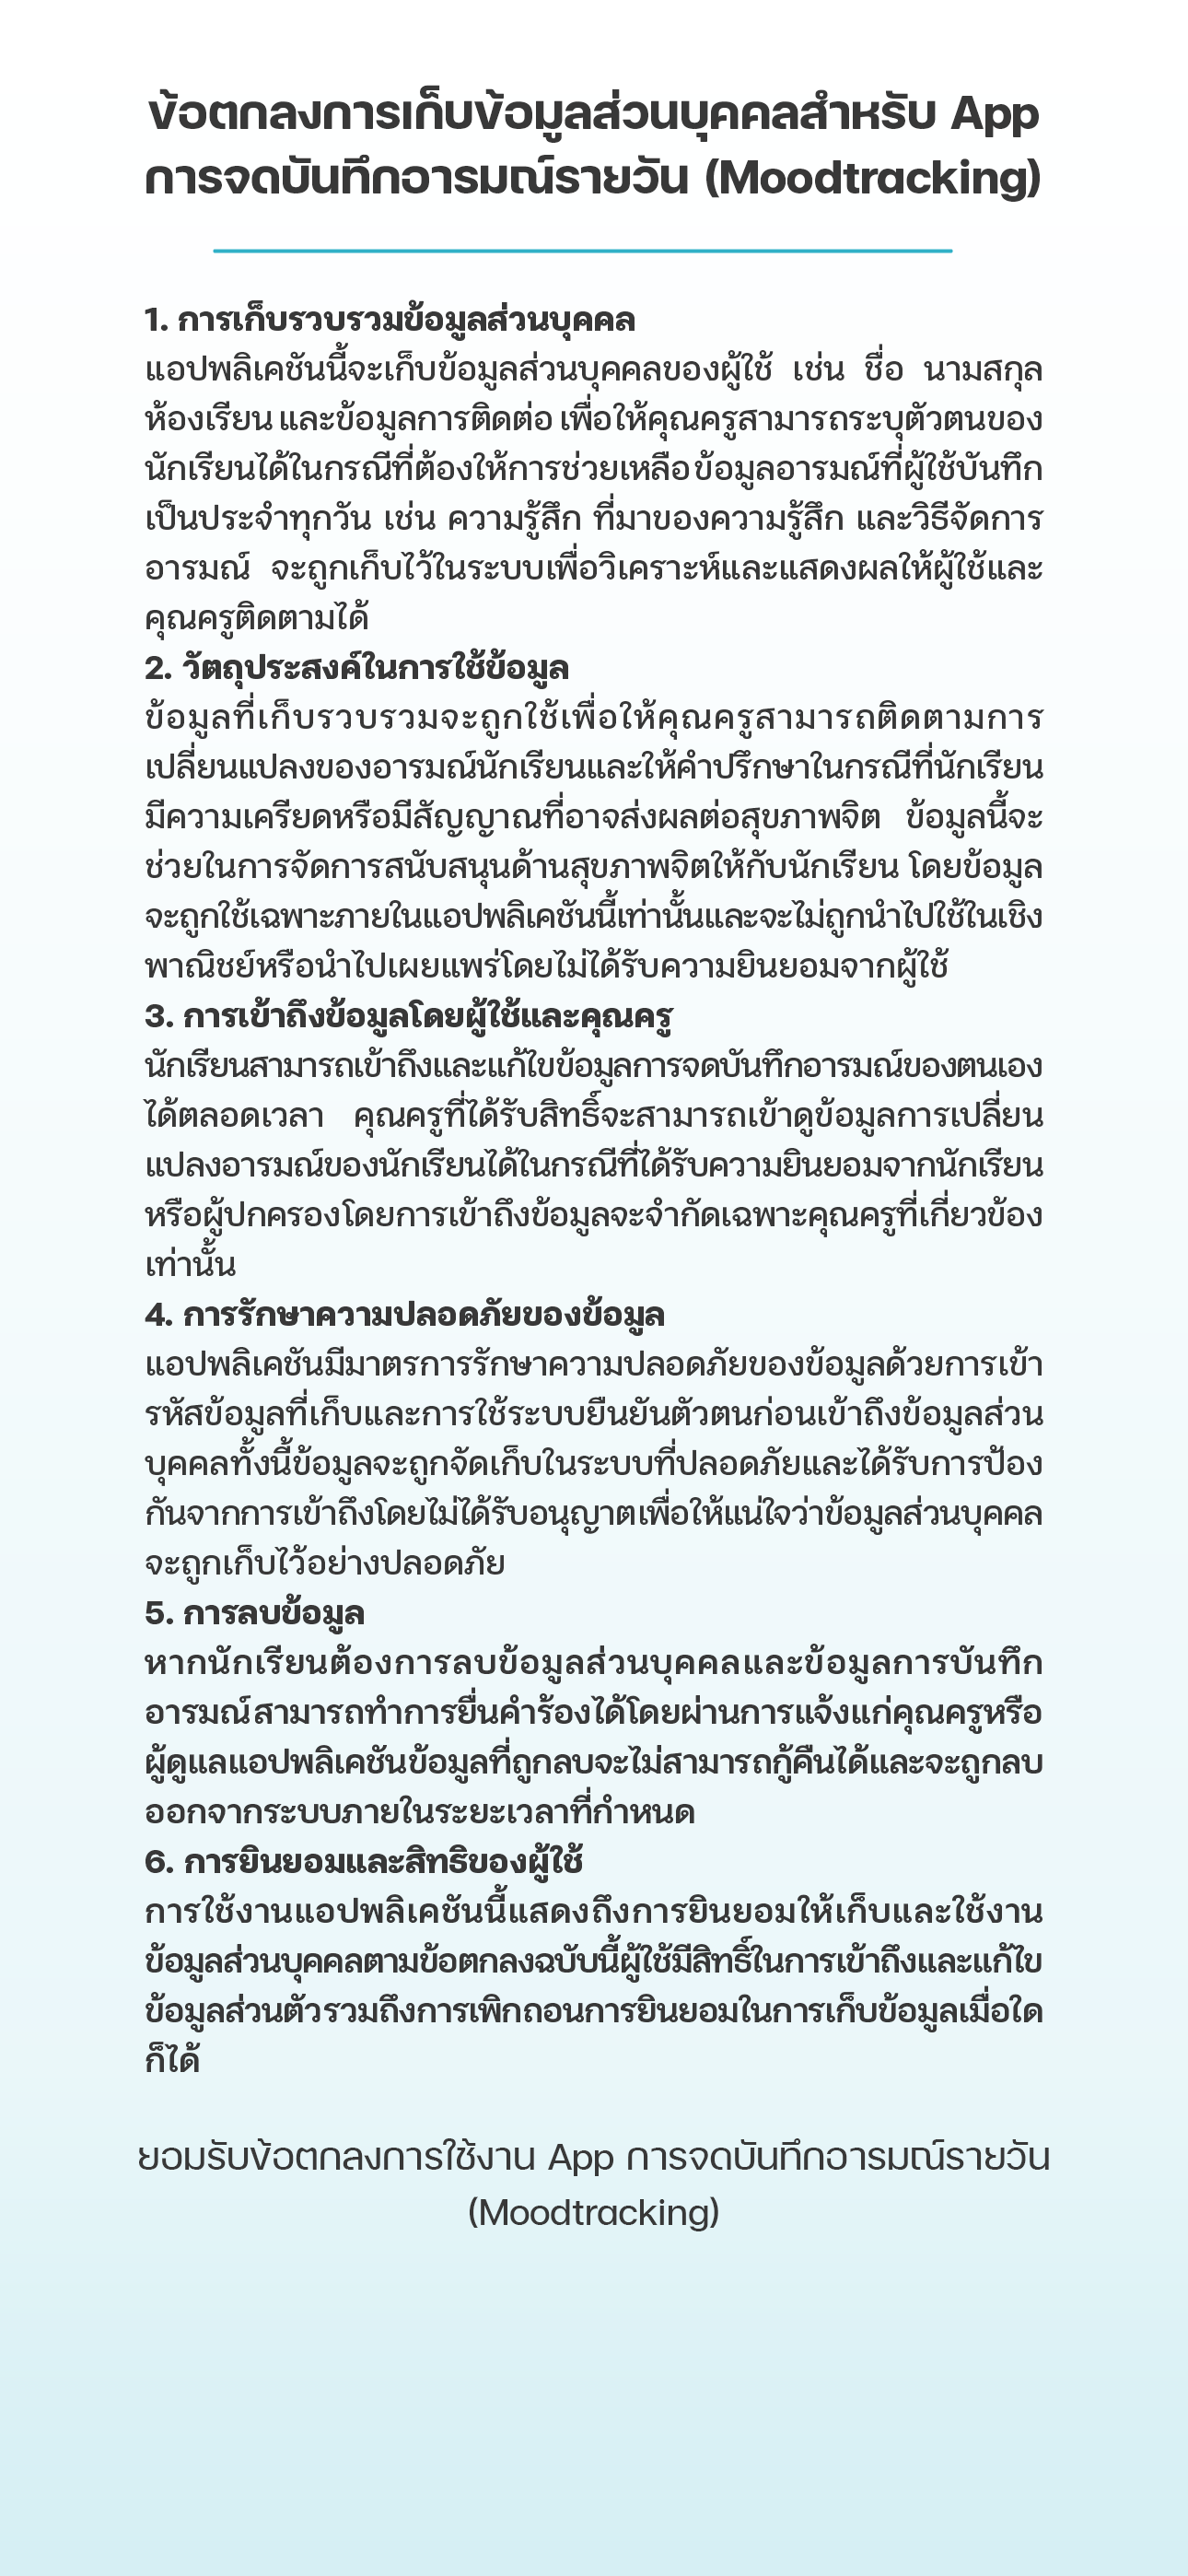 ข้อตกลงการเก็บข้อมูลส่วนบุคคลสำหรับ App
การจดบันทึกอารมณ์รายวัน (Moodtracking)
1. การเก็บรวบรวมข้อมูลส่วนบุคคล
แอปพลิเคชันนี้จะเก็บข้อมูลส่วนบุคคลของผู้ใช้ เช่น ชื่อ นามสกุล
ห้องเรียน และข้อมูลการติดต่อ เพื่อให้คุณครูสามารถระบุตัวตนของ
นักเรียนได้ในกรณีที่ต้องให้การช่วยเหลือ ข้อมูลอารมณ์ที่ผู้ใช้บันทึก
เป็นประจำทุกวัน เช่น ความรู้สึก ที่มาของความรู้สึก และวิธีจัดการ
อารมณ์ จะถูกเก็บไว้ในระบบเพื่อวิเคราะห์และแสดงผลให้ผู้ใช้และ
คุณครูติดตามได้
2. วัตถุประสงค์ในการใช้ข้อมูล
ข้อมูลที่เก็บรวบรวมจะถูกใช้เพื่อให้คุณครูสามารถติดตามการ
เปลี่ยนแปลงของอารมณ์นักเรียนและให้คำปรึกษาในกรณีที่นักเรียน
มีความเครียดหรือมีสัญญาณที่อาจส่งผลต่อสุขภาพจิต ข้อมูลนี้จะ
ช่วยในการจัดการสนับสนุนด้านสุขภาพจิตให้กับนักเรียน โดยข้อมูล
จะถูกใช้เฉพาะภายในแอปพลิเคชันนี้เท่านั้นและจะไม่ถูกนำไปใช้ในเชิง
พาณิชย์หรือนำไปเผยแพร่โดยไม่ได้รับความยินยอมจากผู้ใช้
3. การเข้าถึงข้อมูลโดยผู้ใช้และคุณครู
นักเรียนสามารถเข้าถึงและแก้ไขข้อมูลการจดบันทึกอารมณ์ของตนเอง
ได้ตลอดเวลา คุณครูที่ได้รับสิทธิ์จะสามารถเข้าดูข้อมูลการเปลี่ยน
แปลงอารมณ์ของนักเรียนได้ในกรณีที่ได้รับความยินยอมจากนักเรียน
หรือผู้ปกครองโดยการเข้าถึงข้อมูลจะจำกัดเฉพาะคุณครูที่เกี่ยวข้อง
เท่านั้น
4. การรักษาความปลอดภัยของข้อมูล
แอปพลิเคชันมีมาตรการรักษาความปลอดภัยของข้อมูลด้วยการเข้า
รหัสข้อมูลที่เก็บและการใช้ระบบยืนยันตัวตนก่อนเข้าถึงข้อมูลส่วน
บุคคลทั้งนี้ข้อมูลจะถูกจัดเก็บในระบบที่ปลอดภัยและได้รับการป้อง
กันจากการเข้าถึงโดยไม่ได้รับอนุญาตเพื่อให้แน่ใจว่าข้อมูลส่วนบุคคล
จะถูกเก็บไว้อย่างปลอดภัย
5. การลบข้อมูล
หากนักเรียนต้องการลบข้อมูลส่วนบุคคลและข้อมูลการบันทึก
อารมณ์สามารถทำการยื่นคำร้องได้โดยผ่านการแจ้งแก่คุณครูหรือ
ผู้ดูแลแอปพลิเคชันข้อมูลที่ถูกลบจะไม่สามารถกู้คืนได้และจะถูกลบ
ออกจากระบบภายในระยะเวลาที่กำหนด
6. การยินยอมและสิทธิของผู้ใช้
การใช้งานแอปพลิเคชันนี้แสดงถึงการยินยอมให้เก็บและใช้งาน
ข้อมูลส่วนบุคคลตามข้อตกลงฉบับนี้ผู้ใช้มีสิทธิ์ในการเข้าถึงและแก้ไข
ข้อมูลส่วนตัวรวมถึงการเพิกถอนการยินยอมในการเก็บข้อมูลเมื่อใด
ก็ได้
ยอมรับข้อตกลงการใช้งาน App การจดบันทึกอารมณ์รายวัน
(Moodtracking)